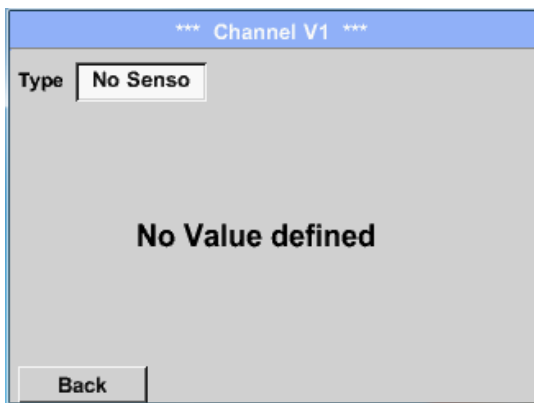 *** Channel V1 ***
Type No Senso
No Value defined
Back